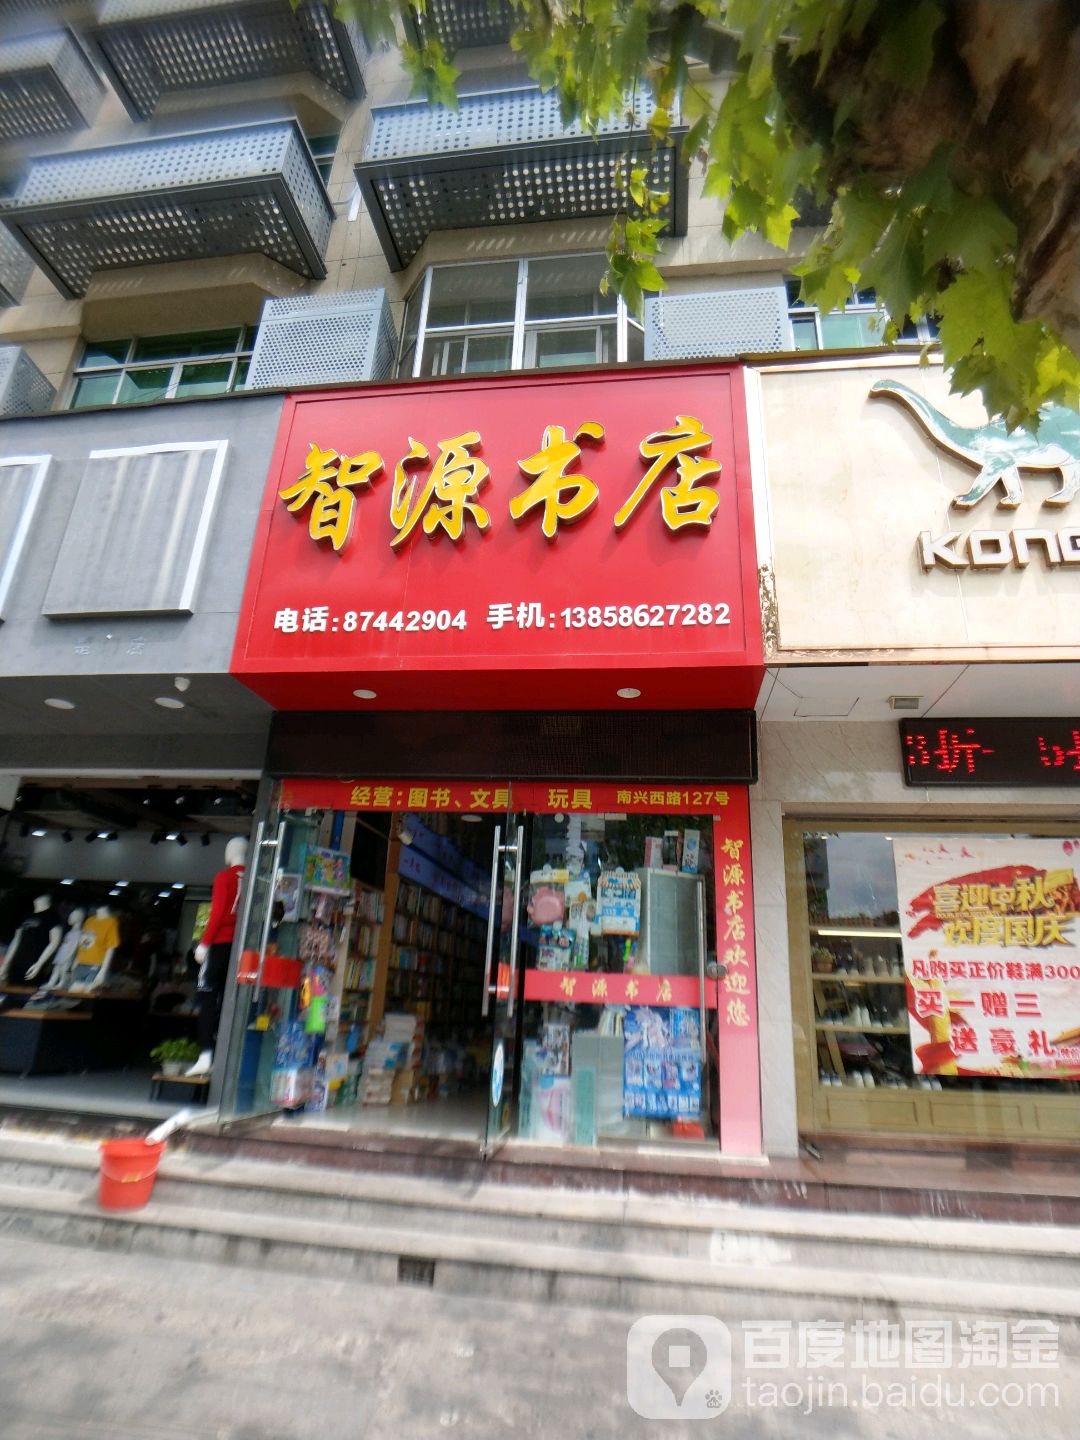 智源书店
电话:87442904 手机:13858627282
KONG
经营:图书、文具 玩具 南兴西路127号
智源书店欢迎您
智源书店
折
喜迎中秋
欢度国庆
凡购买正价鞋满300
买一赠三
送豪礼
百度地图淘金
taojin.baidu.com